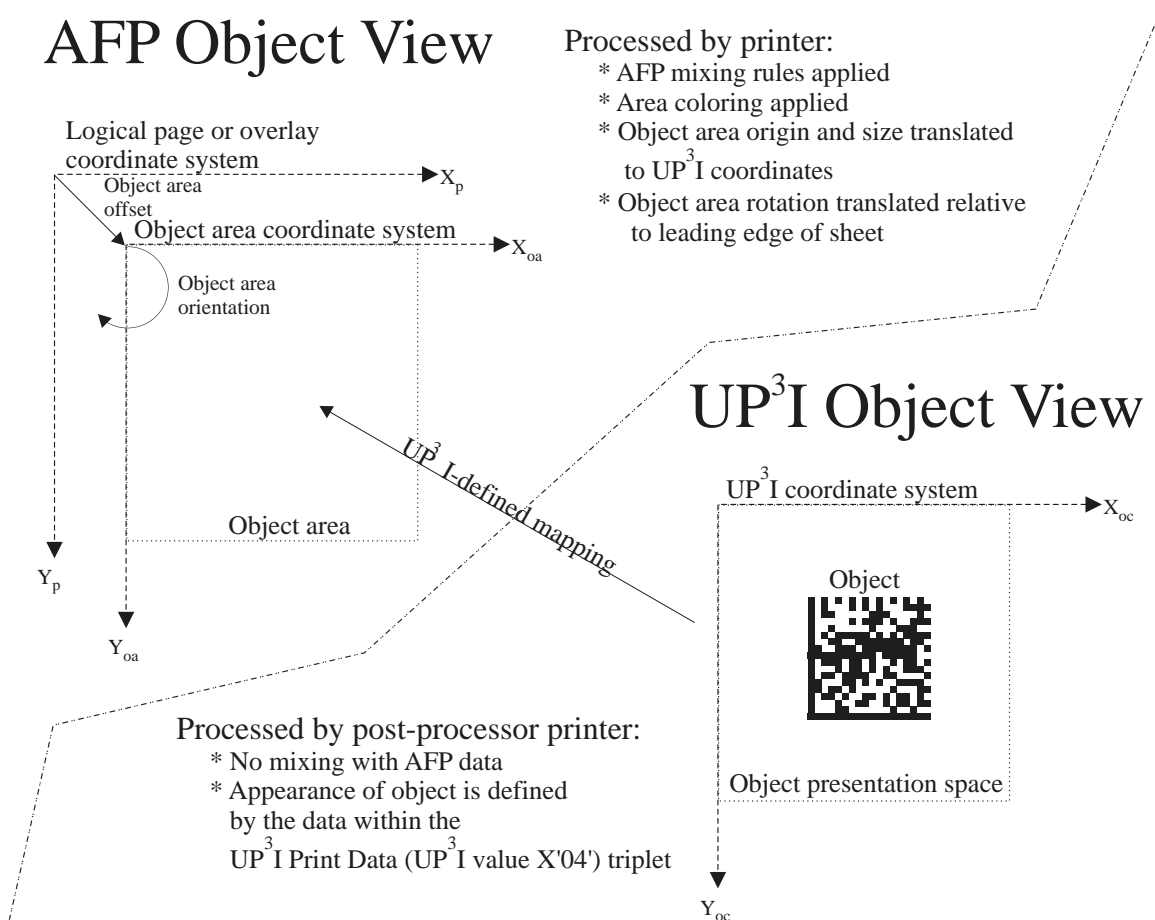 AFP Object View
Processed by printer:
* AFP mixing rules applied
* Area coloring applied
* Object area origin and size translated
to UP³I coordinates
* Object area rotation translated relative
to leading edge of sheet
Logical page or overlay
coordinate system
Xp
Object area
offset
Object area coordinate system
Xoa
Object area
orientation
Object area
Yp
Yoa
UP³I-defined mapping
UP³I Object View
UP³I coordinate system
Xoc
Object
Object presentation space
Yoc
Processed by post-processor printer:
* No mixing with AFP data
* Appearance of object is defined
by the data within the
UP³I Print Data (UP³I value X'04') triplet